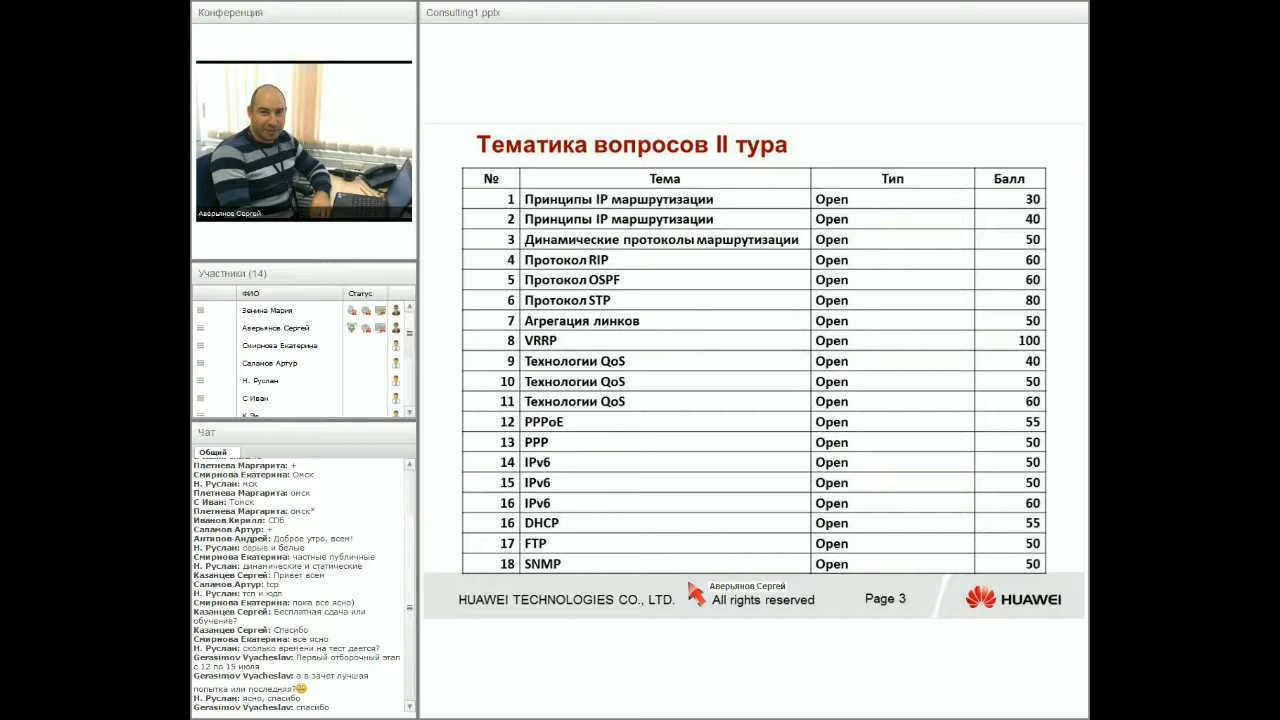 Конференция
Аверьянов Сергей
Участники (14)
ФИО Статус
Зенина Мария
Аверьянов Сергей
Смирнова Екатерина
Саламов Артур
Н. Руслан
С Иван
Чат
Общий
Плетнева Маргарита: +
Смирнова Екатерина: Омск
Н. Руслан: мск
Плетнева Маргарита: омск
С Иван: Томск
Плетнева Маргарита: омск*
Иванов Кирилл: СПб
Саламов Артур: +
Антипов Андрей: Доброе утро, всем!
Н. Руслан: серые и белые
Смирнова Екатерина: частные публичные
Н. Руслан: динамические и статические
Казанцев Сергей: Привет всем
Саламов Артур: tcp
Н. Руслан: тсп и юдп
Смирнова Екатерина: пока все ясно)
Казанцев Сергей: Бесплатная сдача или
обучение?
Казанцев Сергей: Спасибо
Смирнова Екатерина: все ясно
Н. Руслан: сколько времени на тест дается?
Gerasimov Vyacheslav: Первый отборочный этап
с 12 по 15 июля
Gerasimov Vyacheslav: а в зачет лучшая
попытка или последняя?
Н. Руслан: ясно, спасибо
Gerasimov Vyacheslav: спасибо
Consulting1.pptx
Тематика вопросов II тура
№ Тема Тип Балл
1 Принципы IP маршрутизации Open 30
2 Принципы IP маршрутизации Open 40
3 Динамические протоколы маршрутизации Open 50
4 Протокол RIP Open 60
5 Протокол OSPF Open 60
6 Протокол STP Open 80
7 Агрегация линков Open 50
8 VRRP Open 100
9 Технологии QoS Open 40
10 Технологии QoS Open 50
11 Технологии QoS Open 60
12 PPPoE Open 55
13 PPP Open 50
14 IPv6 Open 50
15 IPv6 Open 50
16 IPv6 Open 60
16 DHCP Open 55
17 FTP Open 50
18 SNMP Open 50
Аверьянов Сергей
HUAWEI TECHNOLOGIES CO., LTD. All rights reserved Page 3 HUAWEI